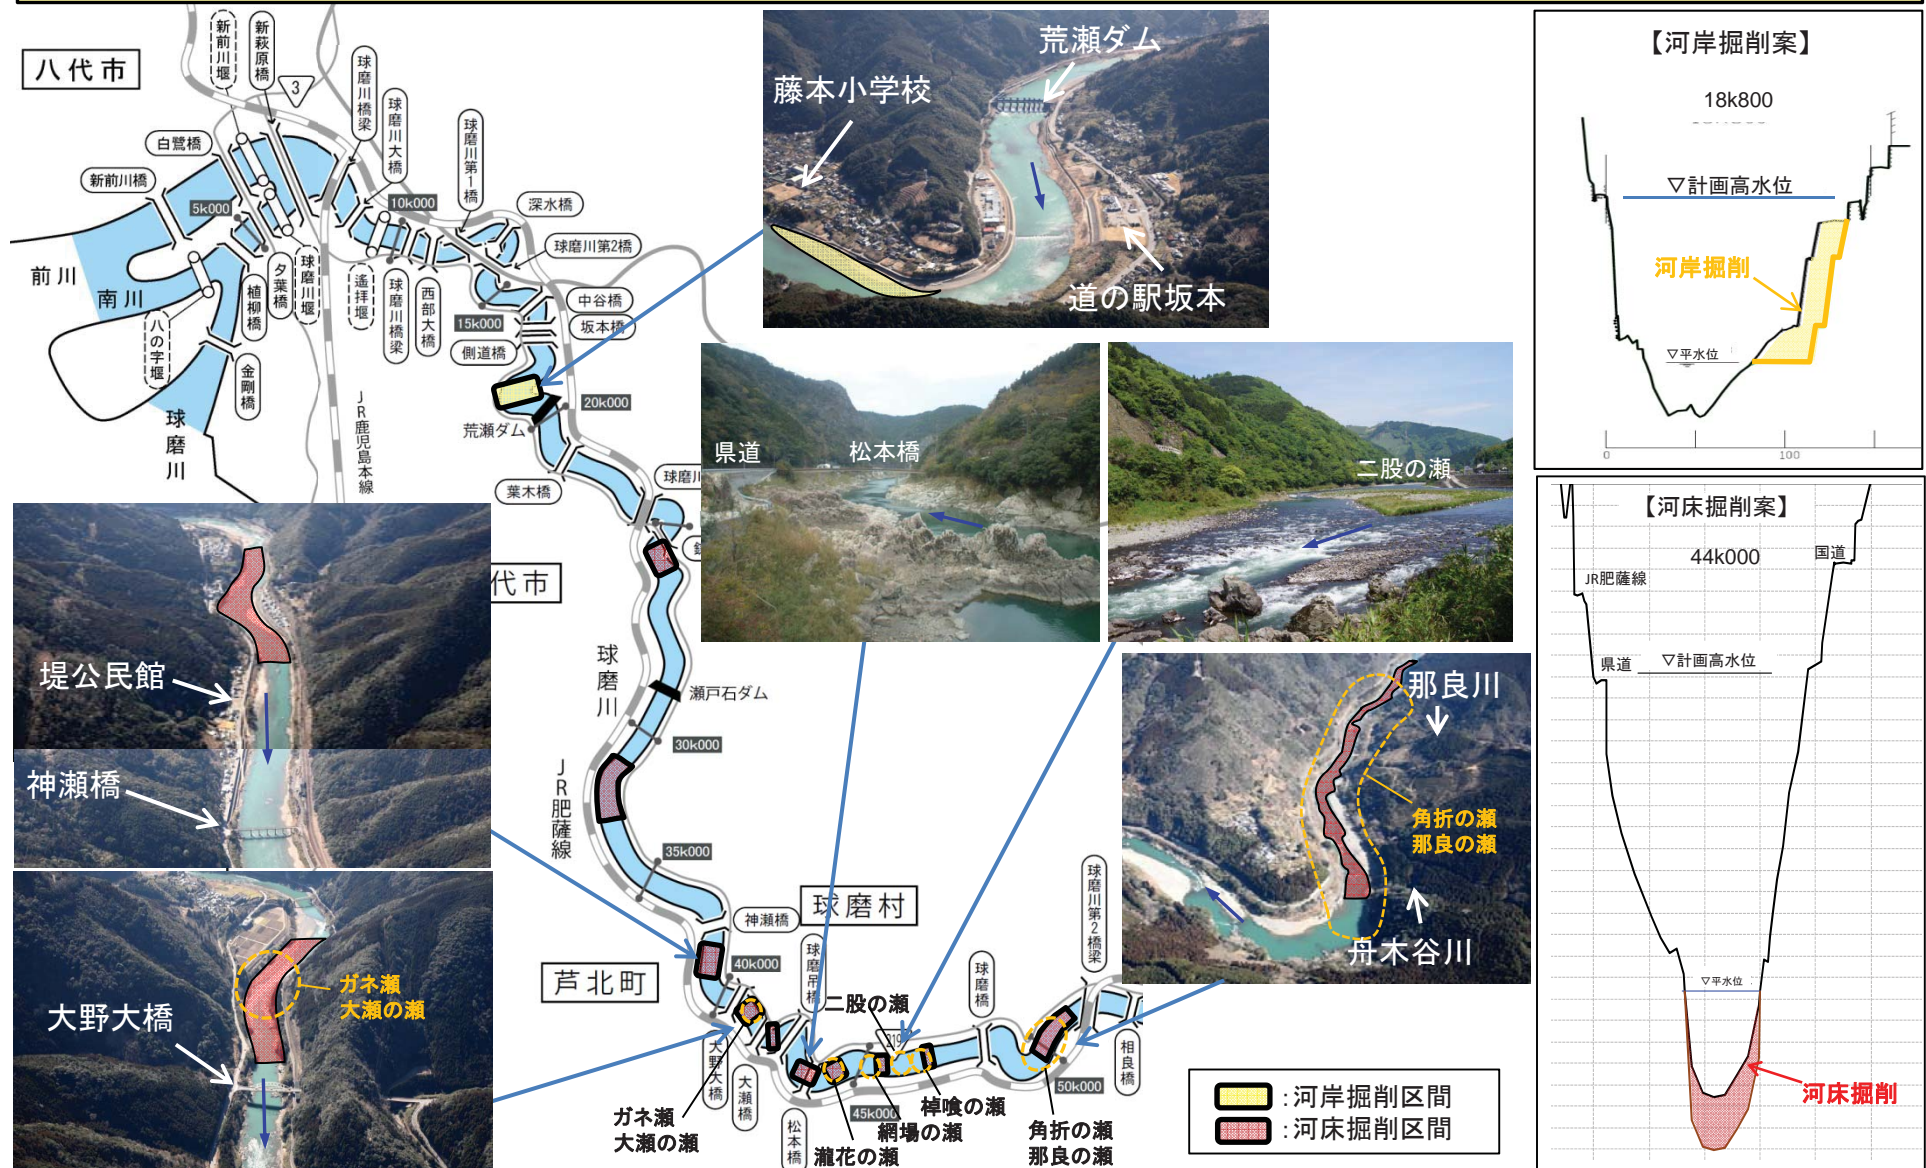 八代市
新前川堰
新萩原橋
3
球磨川橋梁
球磨川大橋
球磨川第1橋
白鷺橋
新前川橋
5k000
10k000
深水橋
球磨川第2橋
前川
南川
八の字堰
植柳橋
夕葉橋
球磨川堰
遙拝堰
球磨川橋梁
西部大橋
15k000
中谷橋
坂本橋
側道橋
金剛橋
球磨川
JR鹿児島本線
20k000
荒瀬ダム
葉木橋
球磨川
代市
球磨川
瀬戸石ダム
30k000
JR肥薩線
35k000
神瀬橋
球磨村
芦北町
40k000
球磨吊橋
二股の瀬
219
球磨橋
球磨川第2橋梁
大野大橋
大瀬橋
松本橋
45k000
50k000
相良橋
ガネ瀬
大瀬の瀬
瀧花の瀬
網場の瀬
棹喰の瀬
角折の瀬
那良の瀬
荒瀬ダム
藤本小学校
道の駅坂本
県道
松本橋
二股の瀬
堤公民館
神瀬橋
ガネ瀬
大瀬の瀬
大野大橋
那良川
角折の瀬
那良の瀬
舟木谷川
:河岸掘削区間
:河床掘削区間
【河岸掘削案】
18k800
▽計画高水位
河岸掘削
▽平水位
0
100
【河床掘削案】
44k000
国道
JR肥薩線
県道
▽計画高水位
▽平水位
河床掘削